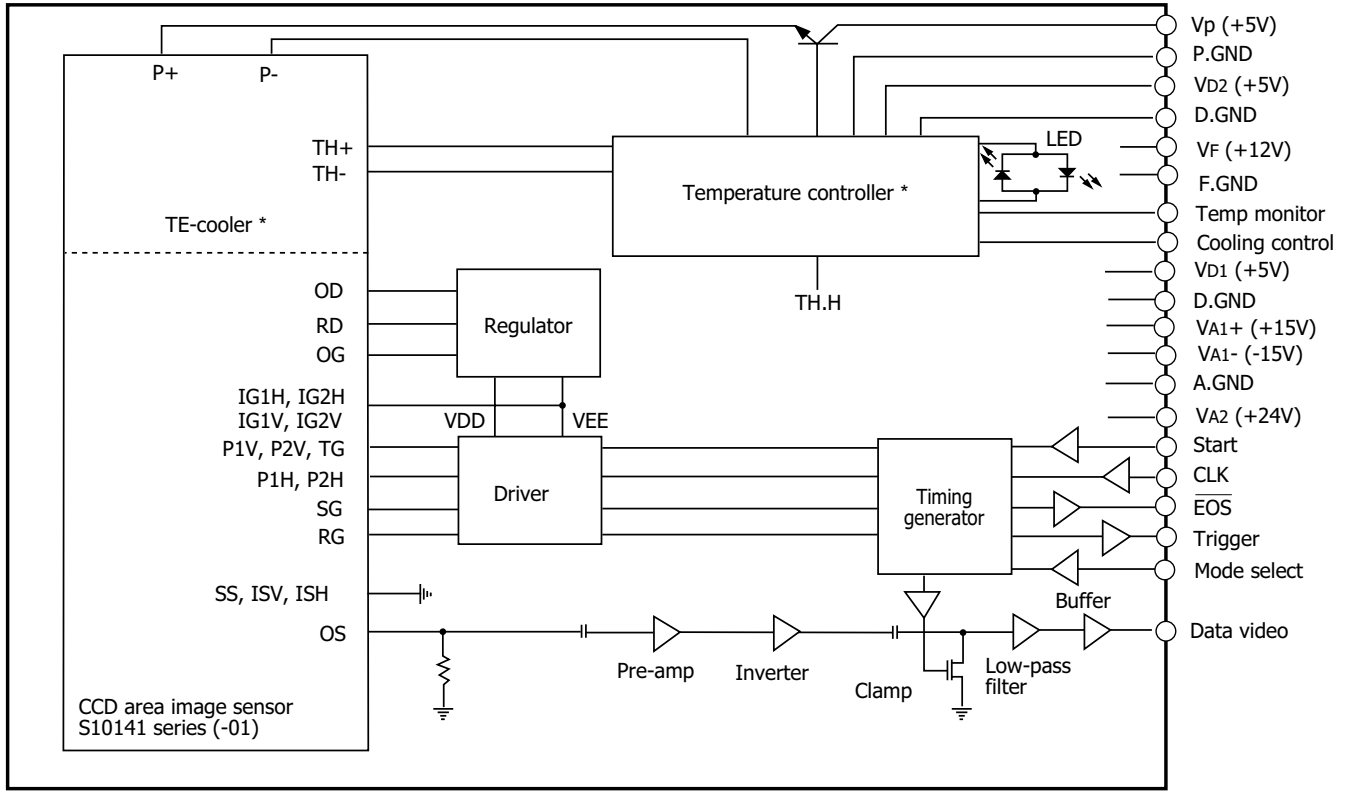 Vp (+5V)
P.GND
VD2 (+5V)
D.GND
VF (+12V)
F.GND
Temp monitor
Cooling control
VD1 (+5V)
D.GND
VA1+ (+15V)
VA1- (-15V)
A.GND
VA2 (+24V)
Start
CLK
EOS
Trigger
Mode select
Data video
P+
P-
TH+
TH-
TE-cooler *
Temperature controller *
LED
TH.H
OD
RD
OG
Regulator
IG1H, IG2H
IG1V, IG2V
VDD
VEE
P1V, P2V, TG
P1H, P2H
SG
RG
Driver
Timing
generator
Buffer
SS, ISV, ISH
OS
Pre-amp
Inverter
Clamp
Low-pass
filter
CCD area image sensor
S10141 series (-01)